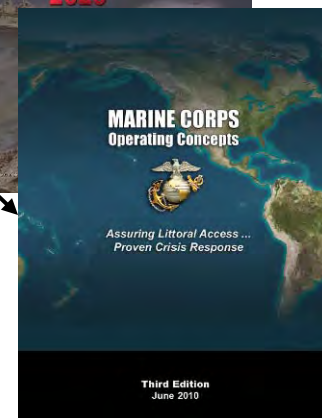 MARINE CORPS
Operating Concepts
Assuring Littoral Access ...
Proven Crisis Response
Third Edition
June 2010